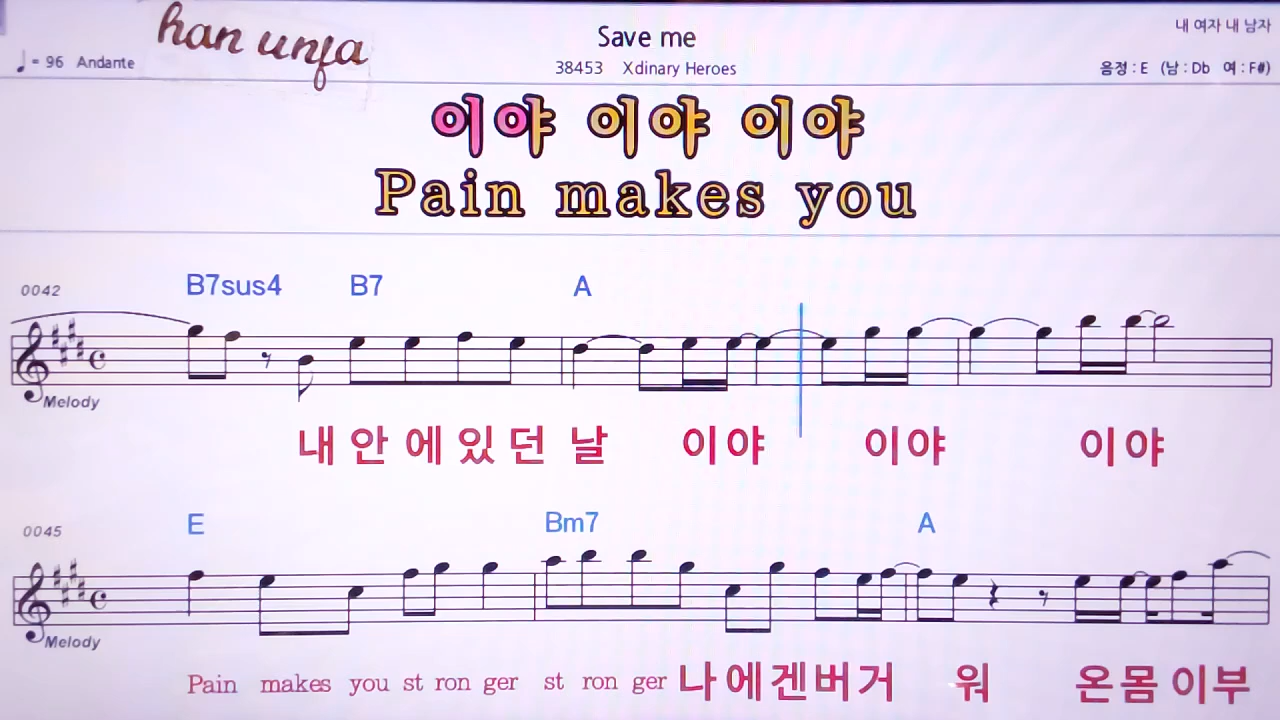 han unja
Save me
내 여자 내 남자
♩= 96 Andante
38453 Xdinary Heroes
음정 : E (남 : Db 여 : F#)
이야 이야 이야
Pain makes you
0042
B7sus4 B7 A
Melody
내 안 에 있 던 날 이 야 이 야 이 야
0045
E Bm7 A
Melody
Pain makes you st ron ger st ron ger 나 에 겐 버 거 워 온 몸 이 부